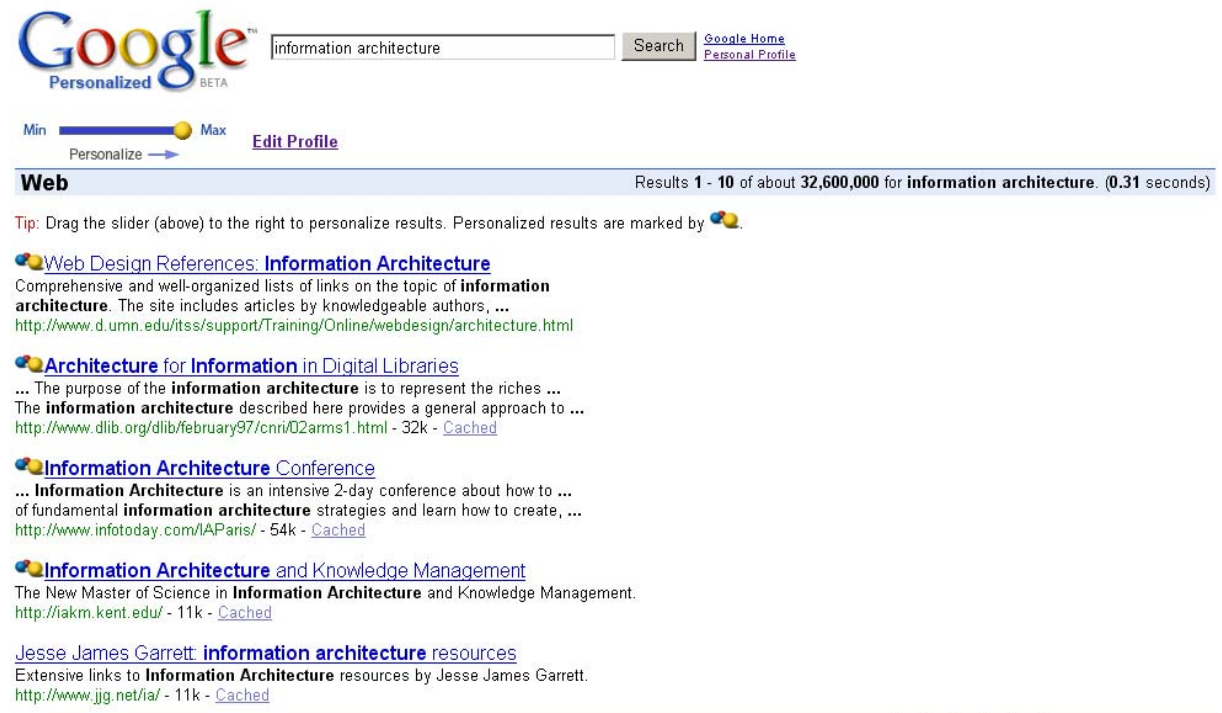 Google™
Personalized BETA
information architecture
Search
Google Home
Personal Profile
Min Max
Personalize
Edit Profile
Web
Results 1 - 10 of about 32,600,000 for information architecture. (0.31 seconds)
Tip: Drag the slider (above) to the right to personalize results. Personalized results are marked by .
Web Design References: Information Architecture
Comprehensive and well-organized lists of links on the topic of information
architecture. The site includes articles by knowledgeable authors, ...
http://www.d.umn.edu/itss/support/Training/Online/webdesign/architecture.html
Architecture for Information in Digital Libraries
... The purpose of the information architecture is to represent the riches ...
The information architecture described here provides a general approach to ...
http://www.dlib.org/dlib/february97/cnri/02arms1.html - 32k - Cached
Information Architecture Conference
... Information Architecture is an intensive 2-day conference about how to ...
of fundamental information architecture strategies and learn how to create, ...
http://www.infotoday.com/IAParis/ - 54k - Cached
Information Architecture and Knowledge Management
The New Master of Science in Information Architecture and Knowledge Management.
http://iakm.kent.edu/ - 11k - Cached
Jesse James Garrett: information architecture resources
Extensive links to Information Architecture resources by Jesse James Garrett.
http://www.jjg.net/ia/ - 11k - Cached